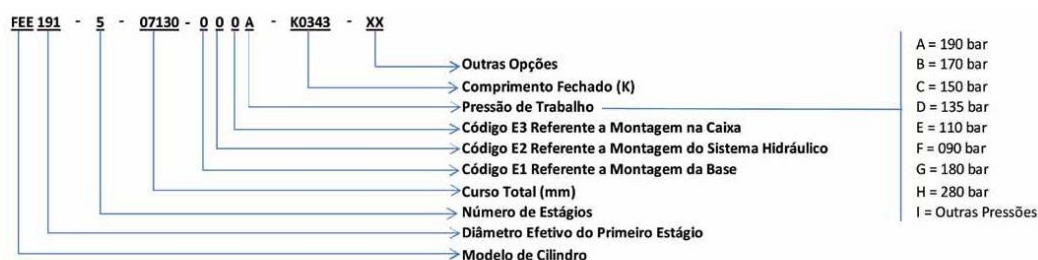 FEE191 - 5 - 07130 - 0 0 0 A - K0343 - XX
Outras Opções
Comprimento Fechado (K)
Pressão de Trabalho
Código E3 Referente a Montagem na Caixa
Código E2 Referente a Montagem do Sistema Hidráulico
Código E1 Referente a Montagem da Base
Curso Total (mm)
Número de Estágios
Diâmetro Efetivo do Primeiro Estágio
Modelo de Cilindro
A = 190 bar
B = 170 bar
C = 150 bar
D = 135 bar
E = 110 bar
F = 090 bar
G = 180 bar
H = 280 bar
I = Outras Pressões